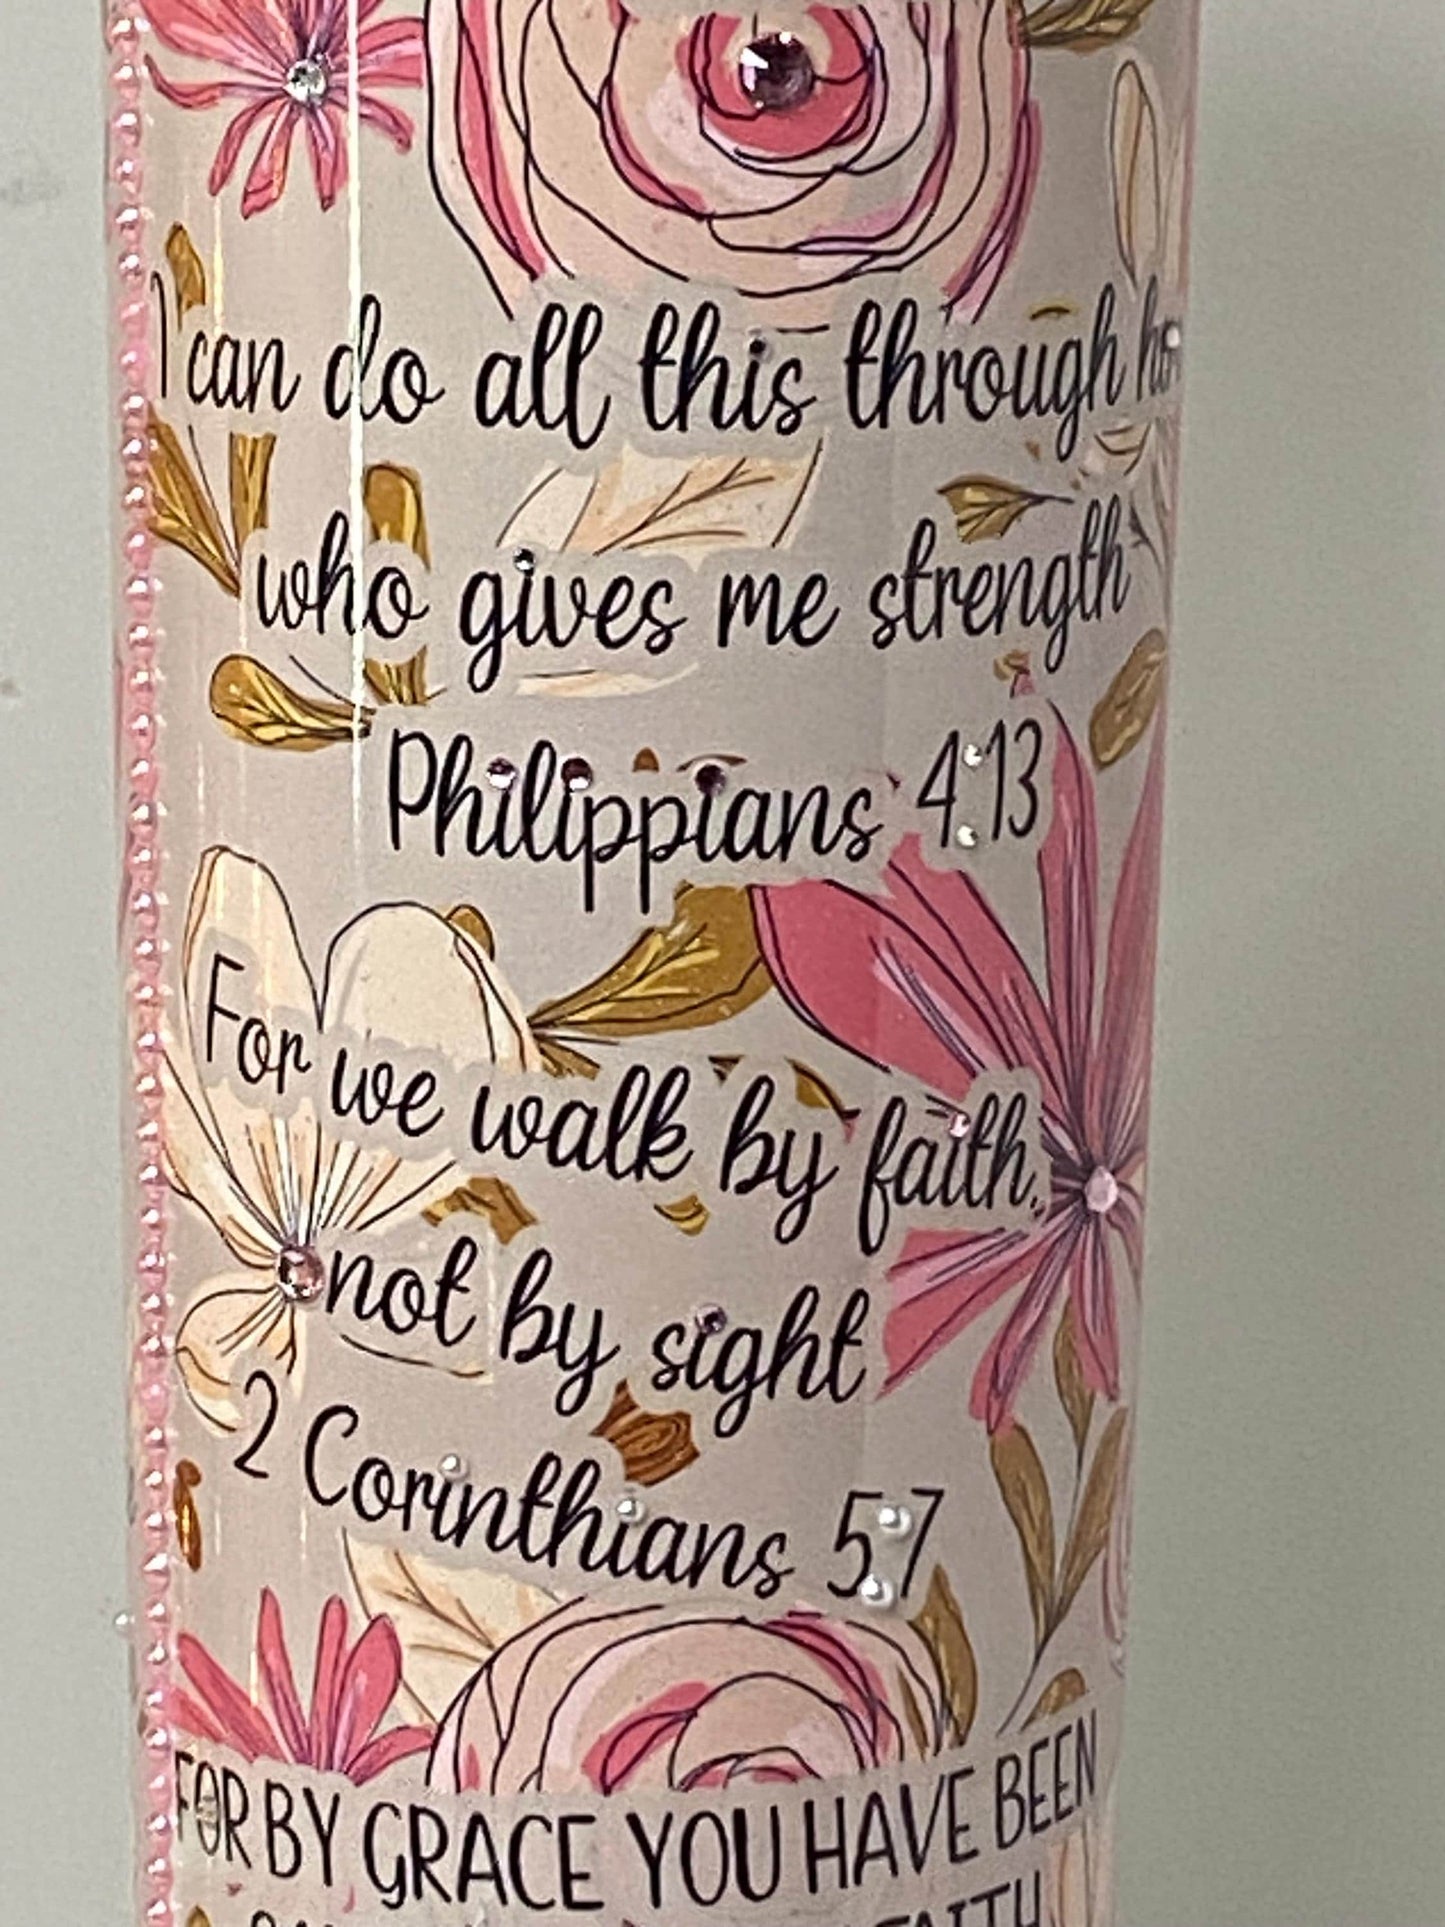 I can do all this through
who gives me strength
Philippians 4:13
For we walk by faith,
not by sight
2 Corinthians 5:7
FOR BY GRACE YOU HAVE BEEN
FAITH